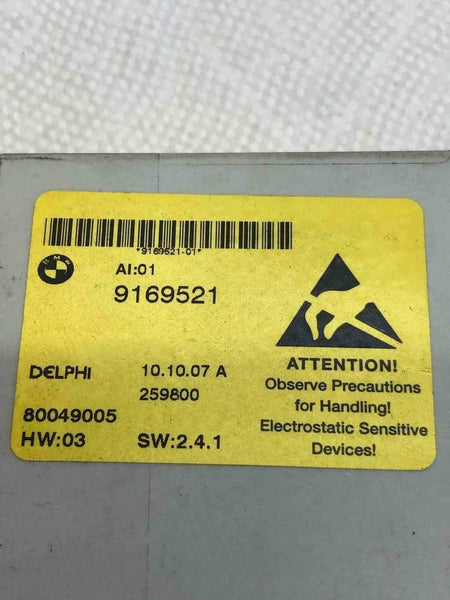 *9169521-01*
BMW
AI:01
9169521
DELPHI 10.10.07 A
259800
80049005
HW:03 SW:2.4.1
ATTENTION!
Observe Precautions
for Handling!
Electrostatic Sensitive
Devices!